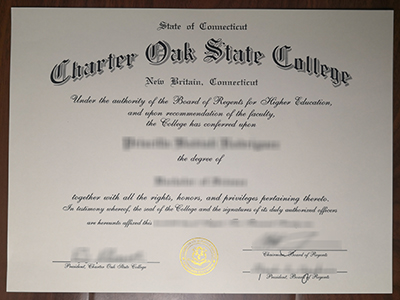 State of Connecticut
Charter Oak State College
New Britain, Connecticut
Under the authority of the Board of Regents for Higher Education,
and upon recommendation of the faculty,
the College has conferred upon
the degree of
together with all the rights, honors, and privileges pertaining thereto.
In testimony whereof, the seal of the College and the signatures of its duly authorized officers
are hereunto affixed this
Chairman, Board of Regents
President, Charter Oak State College
President, Board of Regents